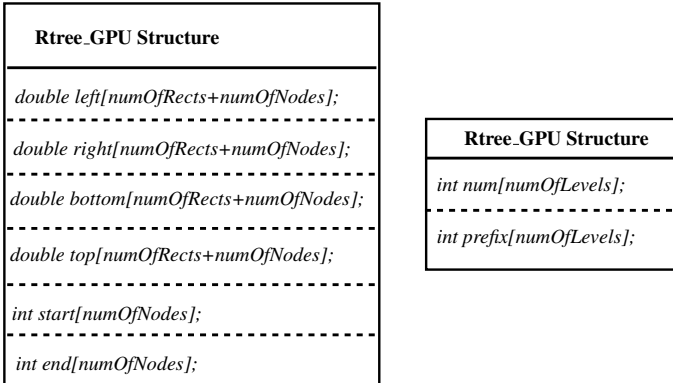 Rtree_GPU Structure
double left[numOfRects+numOfNodes];
double right[numOfRects+numOfNodes];
double bottom[numOfRects+numOfNodes];
double top[numOfRects+numOfNodes];
int start[numOfNodes];
int end[numOfNodes];
Rtree_GPU Structure
int num[numOfLevels];
int prefix[numOfLevels];